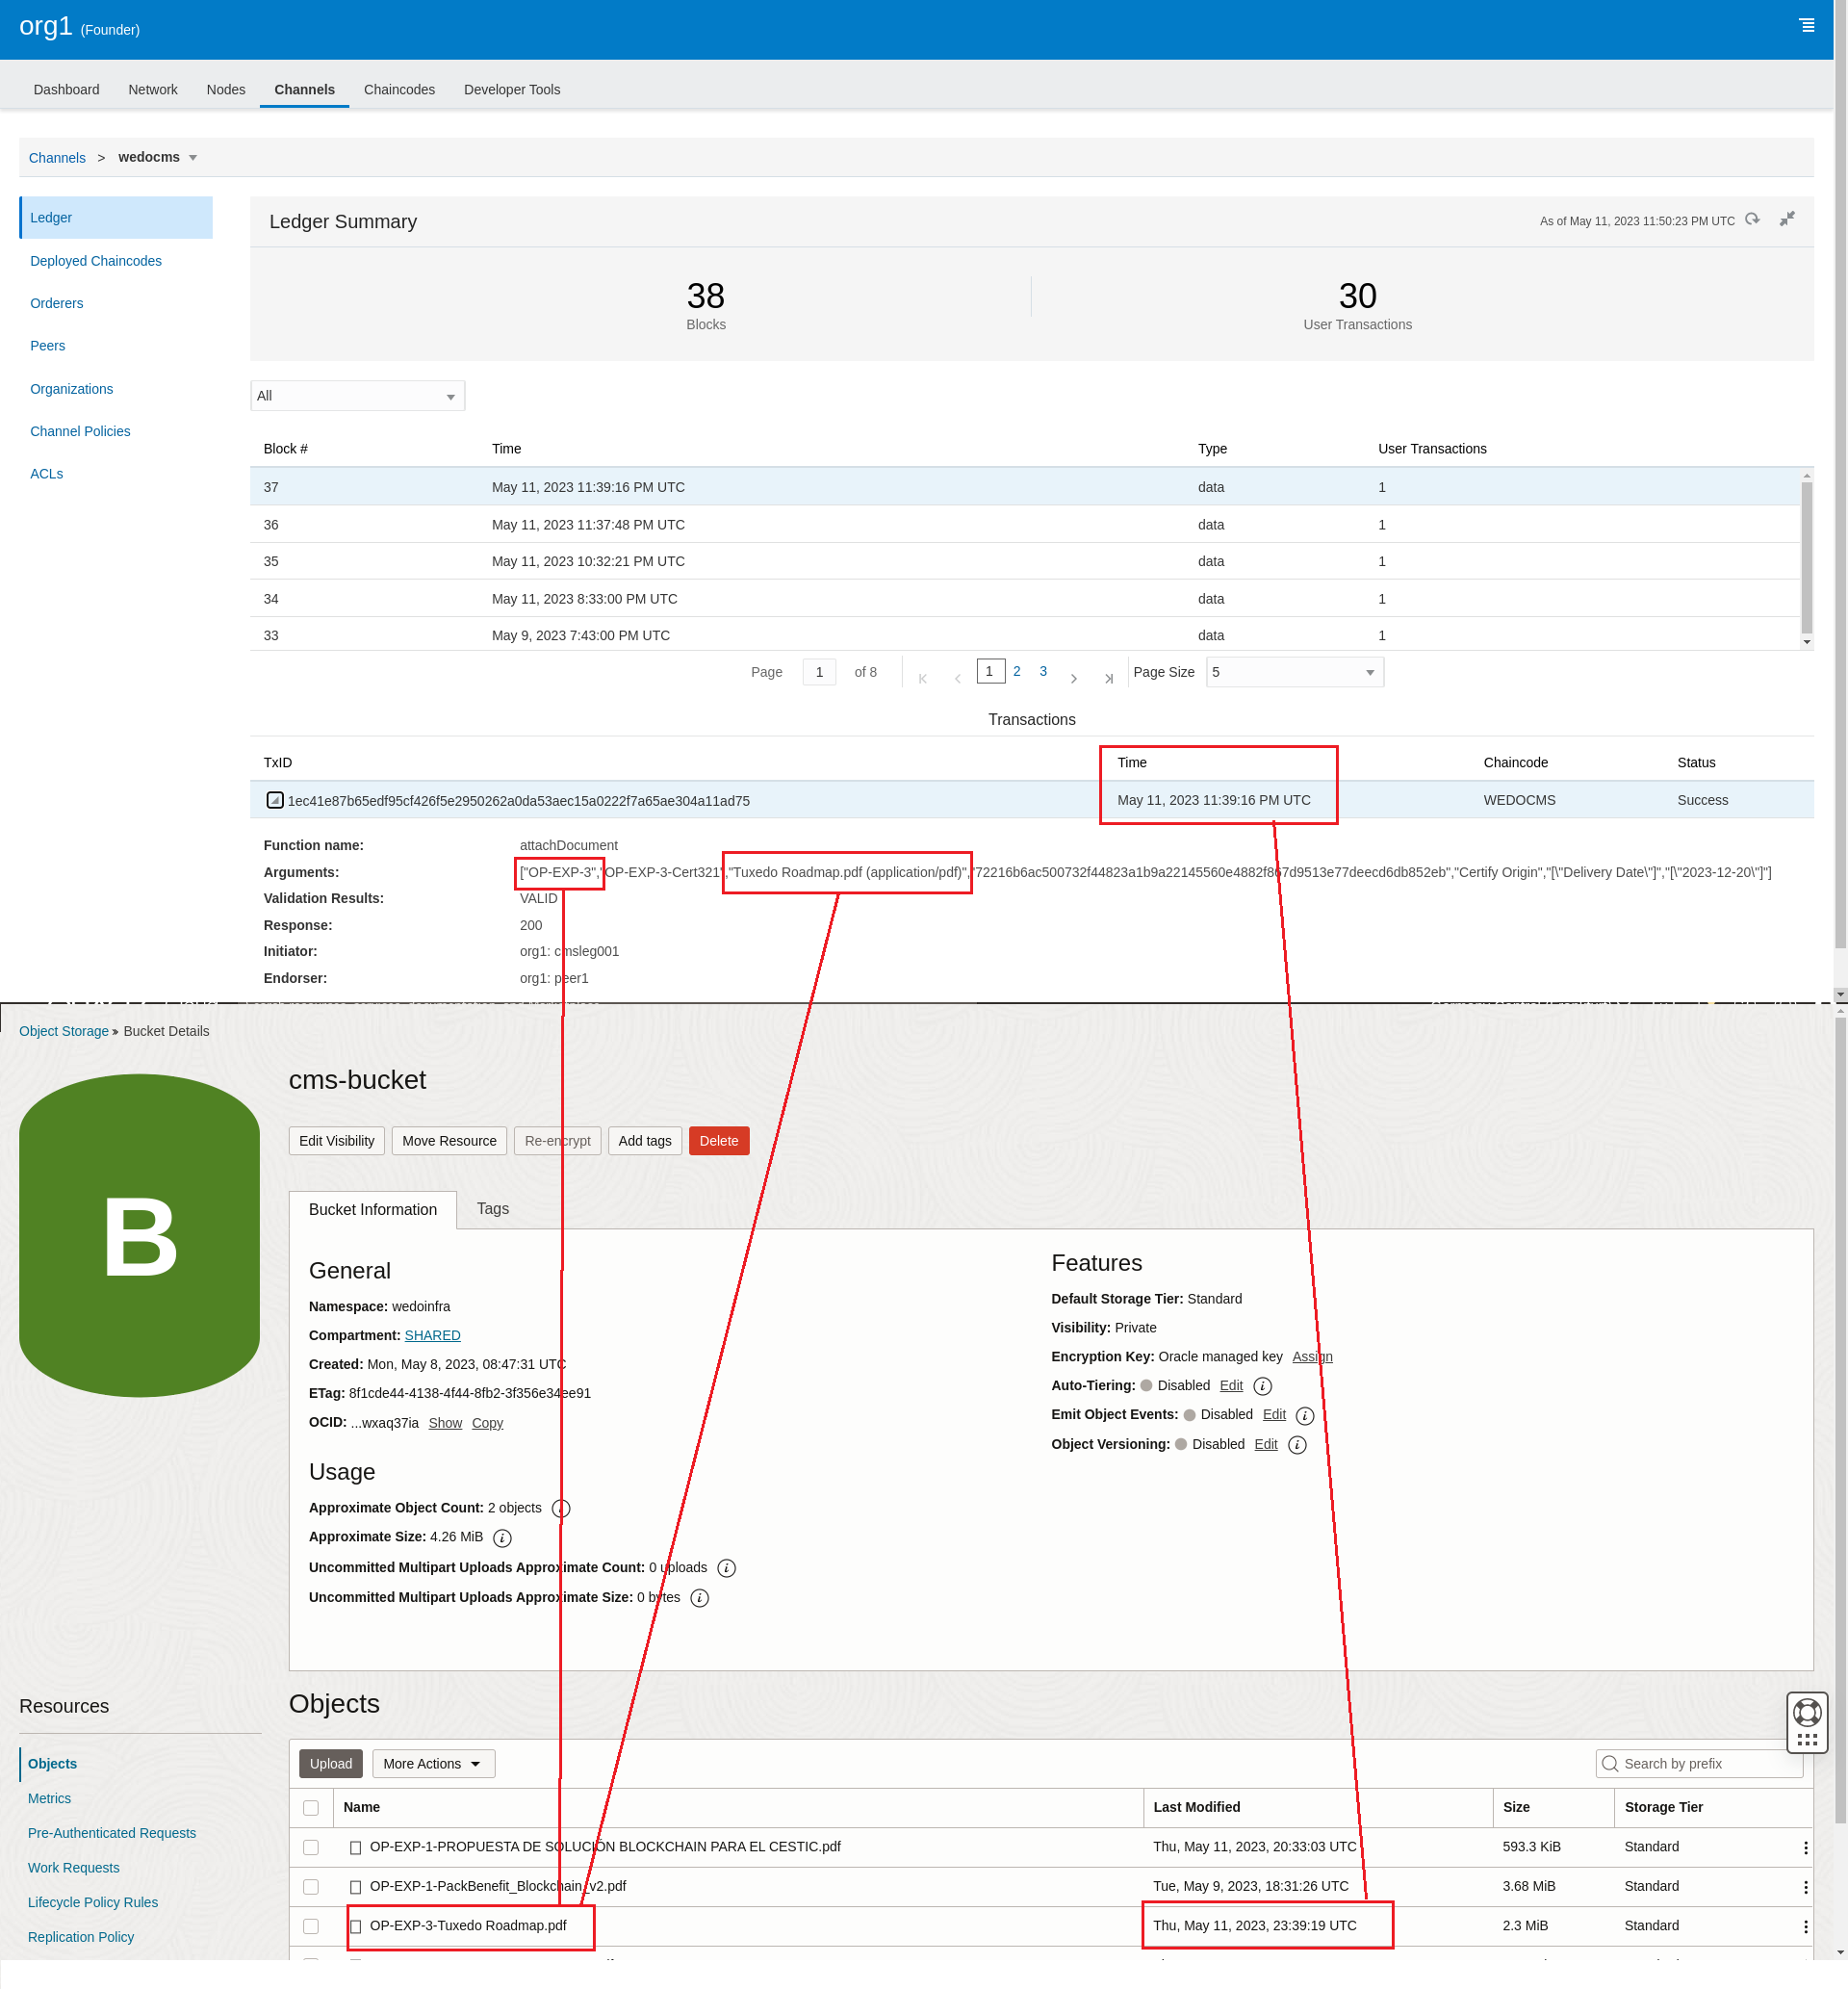 org1 (Founder)
Dashboard Network Nodes Channels Chaincodes Developer Tools
Channels > wedocms
Ledger
Deployed Chaincodes
Orderers
Peers
Organizations
Channel Policies
ACLs
Ledger Summary
As of May 11, 2023 11:50:23 PM UTC
38 30
Blocks User Transactions
All
Block # Time Type User Transactions
37 May 11, 2023 11:39:16 PM UTC data 1
36 May 11, 2023 11:37:48 PM UTC data 1
35 May 11, 2023 10:32:21 PM UTC data 1
34 May 11, 2023 8:33:00 PM UTC data 1
33 May 9, 2023 7:43:00 PM UTC data 1
Page 1 of 8 1 2 3 Page Size 5
Transactions
TxID Time Chaincode Status
1ec41e87b65edf95cf426f5e2950262a0da53aec15a0222f7a65ae304a11ad75 May 11, 2023 11:39:16 PM UTC WEDOCMS Success
Function name: attachDocument
Arguments: ["OP-EXP-3","OP-EXP-3-Cert321","Tuxedo Roadmap.pdf (application/pdf)","72216b6ac500732f44823a1b9a22145560e4882f867d9513e77deecd6db852eb","Certify Origin","[\"Delivery Date\"]","[\"2023-12-20\"]"]
Validation Results: VALID
Response: 200
Initiator: org1: cmsleg001
Endorser: org1: peer1
Object Storage » Bucket Details
B
cms-bucket
Edit Visibility Move Resource Re-encrypt Add tags Delete
Bucket Information Tags
General
Namespace: wedoinfra
Compartment: SHARED
Created: Mon, May 8, 2023, 08:47:31 UTC
ETag: 8f1cde44-4138-4f44-8fb2-3f356e34ee91
OCID: ...wxaq37ia Show Copy
Usage
Approximate Object Count: 2 objects
Approximate Size: 4.26 MiB
Uncommitted Multipart Uploads Approximate Count: 0 uploads
Uncommitted Multipart Uploads Approximate Size: 0 bytes
Features
Default Storage Tier: Standard
Visibility: Private
Encryption Key: Oracle managed key Assign
Auto-Tiering: Disabled Edit
Emit Object Events: Disabled Edit
Object Versioning: Disabled Edit
Resources
Objects
Metrics
Pre-Authenticated Requests
Work Requests
Lifecycle Policy Rules
Replication Policy
Objects
Upload More Actions Search by prefix
Name Last Modified Size Storage Tier
OP-EXP-1-PROPUESTA DE SOLUCIÓN BLOCKCHAIN PARA EL CESTIC.pdf Thu, May 11, 2023, 20:33:03 UTC 593.3 KiB Standard
OP-EXP-1-PackBenefit_Blockchain_v2.pdf Tue, May 9, 2023, 18:31:26 UTC 3.68 MiB Standard
OP-EXP-3-Tuxedo Roadmap.pdf Thu, May 11, 2023, 23:39:19 UTC 2.3 MiB Standard